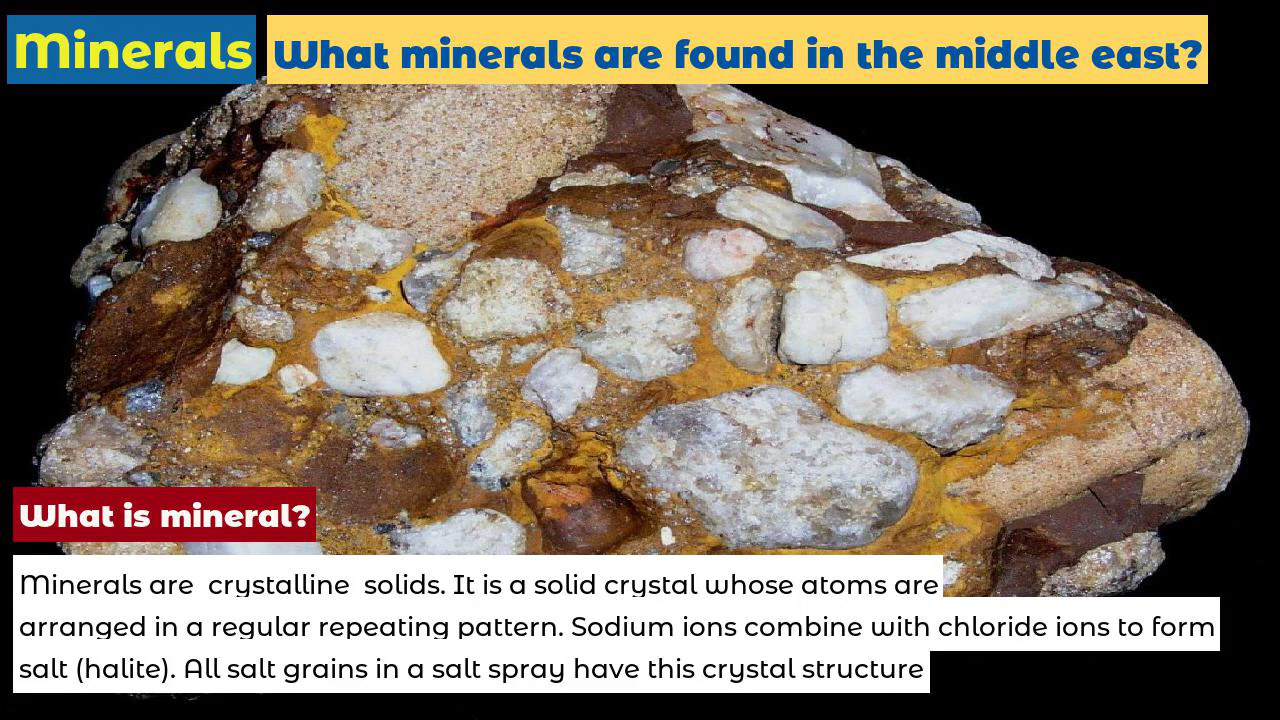 Minerals What minerals are found in the middle east?
What is mineral?
Minerals are crystalline solids. It is a solid crystal whose atoms are
arranged in a regular repeating pattern. Sodium ions combine with chloride ions to form
salt (halite). All salt grains in a salt spray have this crystal structure